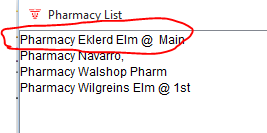 Pharmacy List
Pharmacy Eklerd Elm @ Main
Pharmacy Navarro,
Pharmacy Walshop Pharm
Pharmacy Wilgreins Elm @ 1st